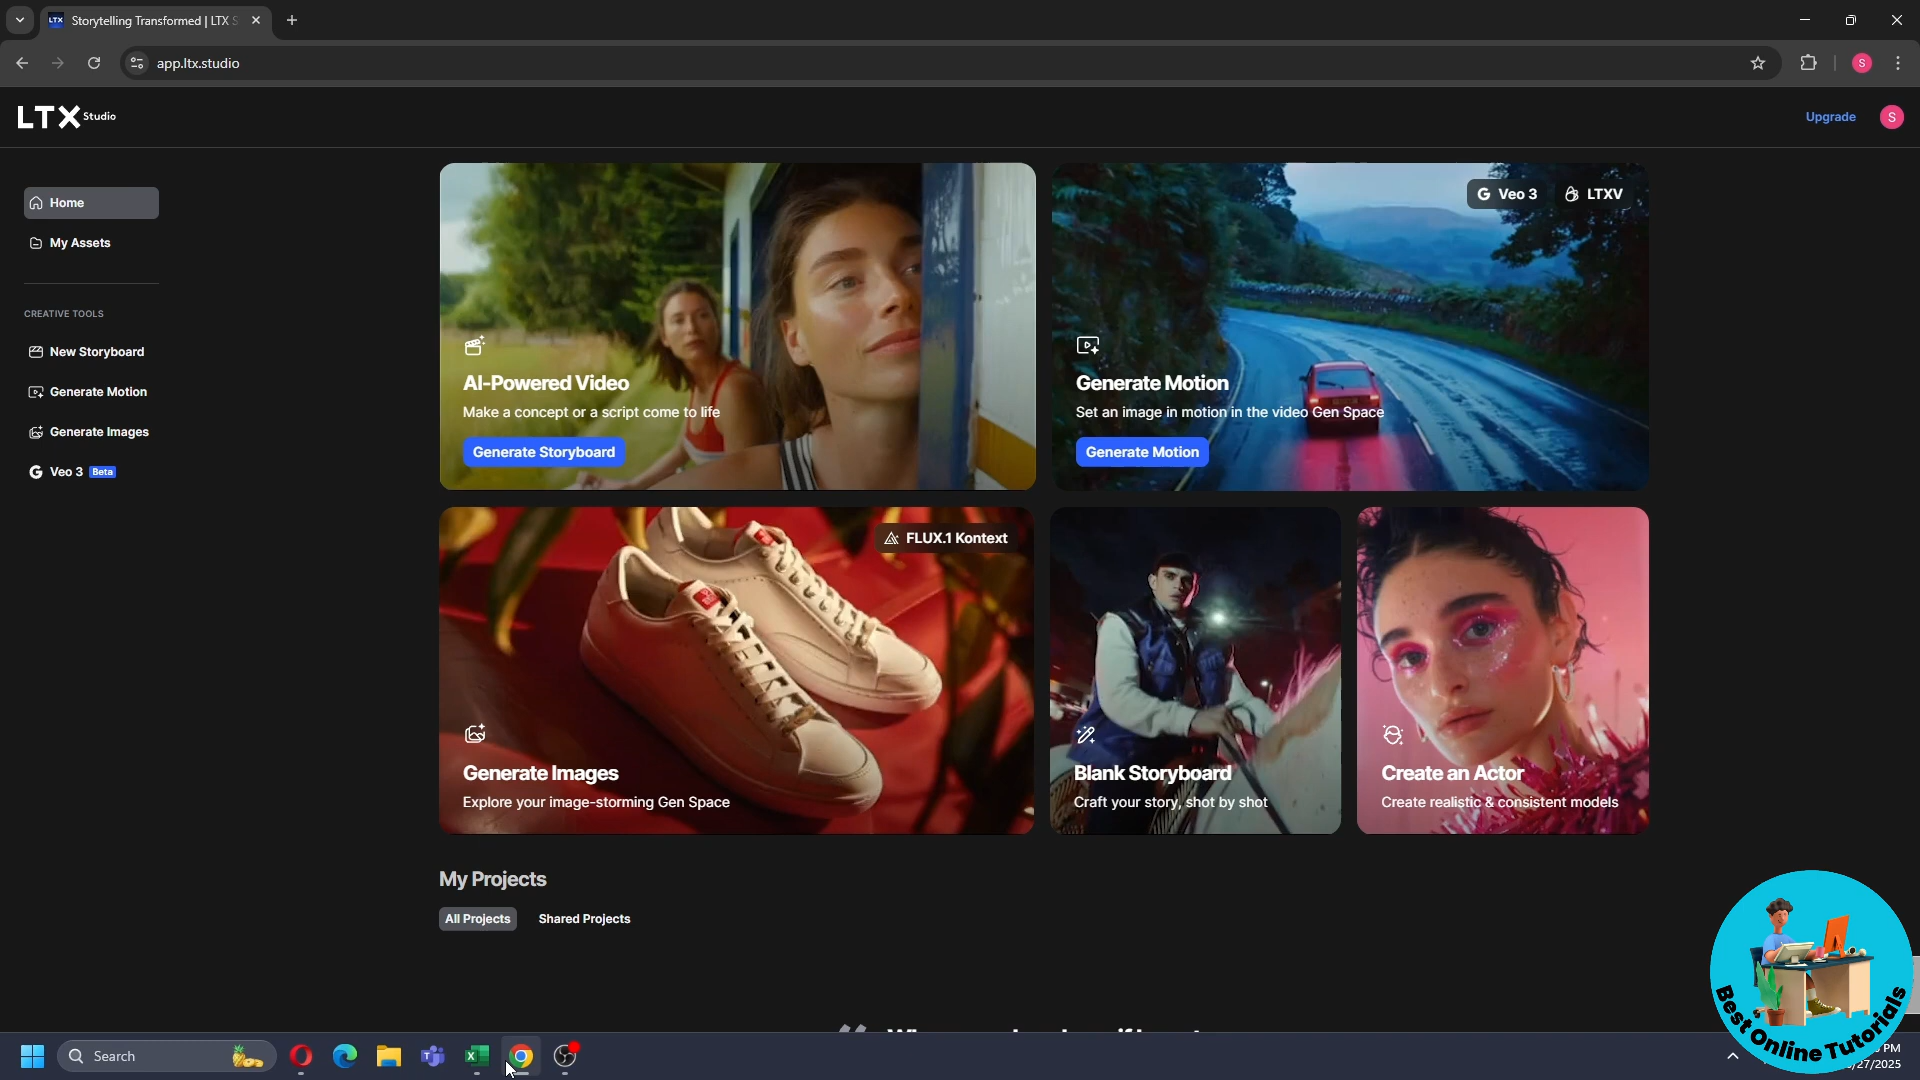 LTX Storytelling Transformed | LTX S
app.ltx.studio
S
LTX Studio
Upgrade
S
Home
My Assets
CREATIVE TOOLS
New Storyboard
Generate Motion
Generate Images
Veo 3 Beta
AI-Powered Video
Make a concept or a script come to life
Generate Storyboard
G Veo 3
LTXV
Generate Motion
Set an image in motion in the video Gen Space
Generate Motion
FLUX.1 Kontext
Generate Images
Explore your image-storming Gen Space
Blank Storyboard
Craft your story, shot by shot
Create an Actor
Create realistic & consistent models
My Projects
All Projects
Shared Projects
Search
PM
/27/2025
Best Online Tutorials